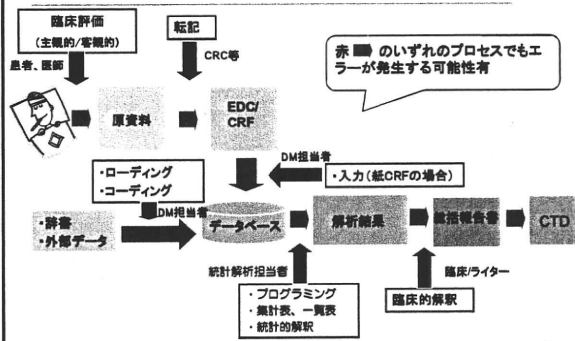 臨床評価
(主観的/客観的)
患者、医師
転記
CRC等
赤 のいずれのプロセスでもエ
ラーが発生する可能性有
原資料
EDC/
CRF
DM担当者
・入力(紙CRFの場合)
・ローディング
・コーディング
DM担当者
・辞書
・外部データ
データベース
解析結果
総括報告書
CTD
統計解析担当者
・プログラミング
・集計表、一覧表
・統計的解釈
臨床/ライター
臨床的解釈